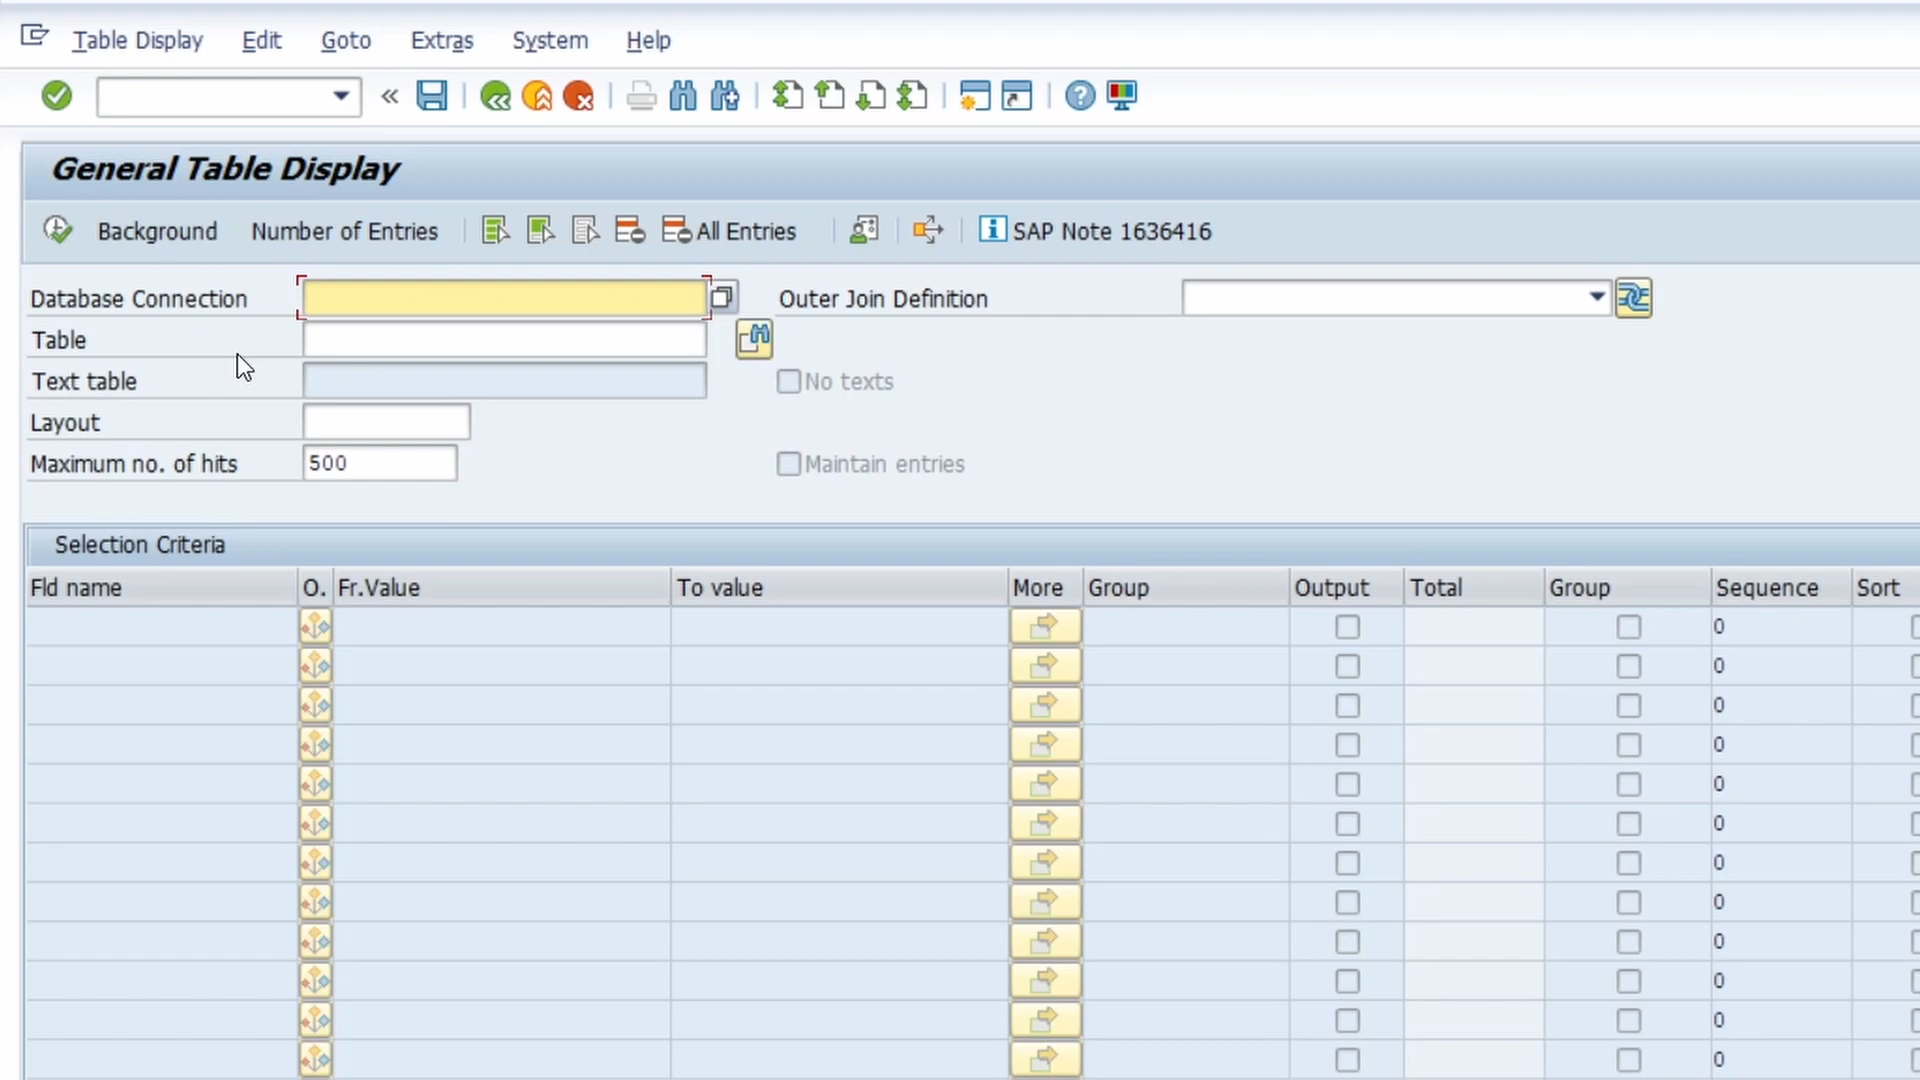 Table Display Edit Goto Extras System Help
«
General Table Display
Background Number of Entries All Entries SAP Note 1636416
Database Connection Outer Join Definition
Table
Text table No texts
Layout
Maximum no. of hits 500 Maintain entries
Selection Criteria
Fld name O. Fr.Value To value More Group Output Total Group Sequence Sort
0
0
0
0
0
0
0
0
0
0
0
0